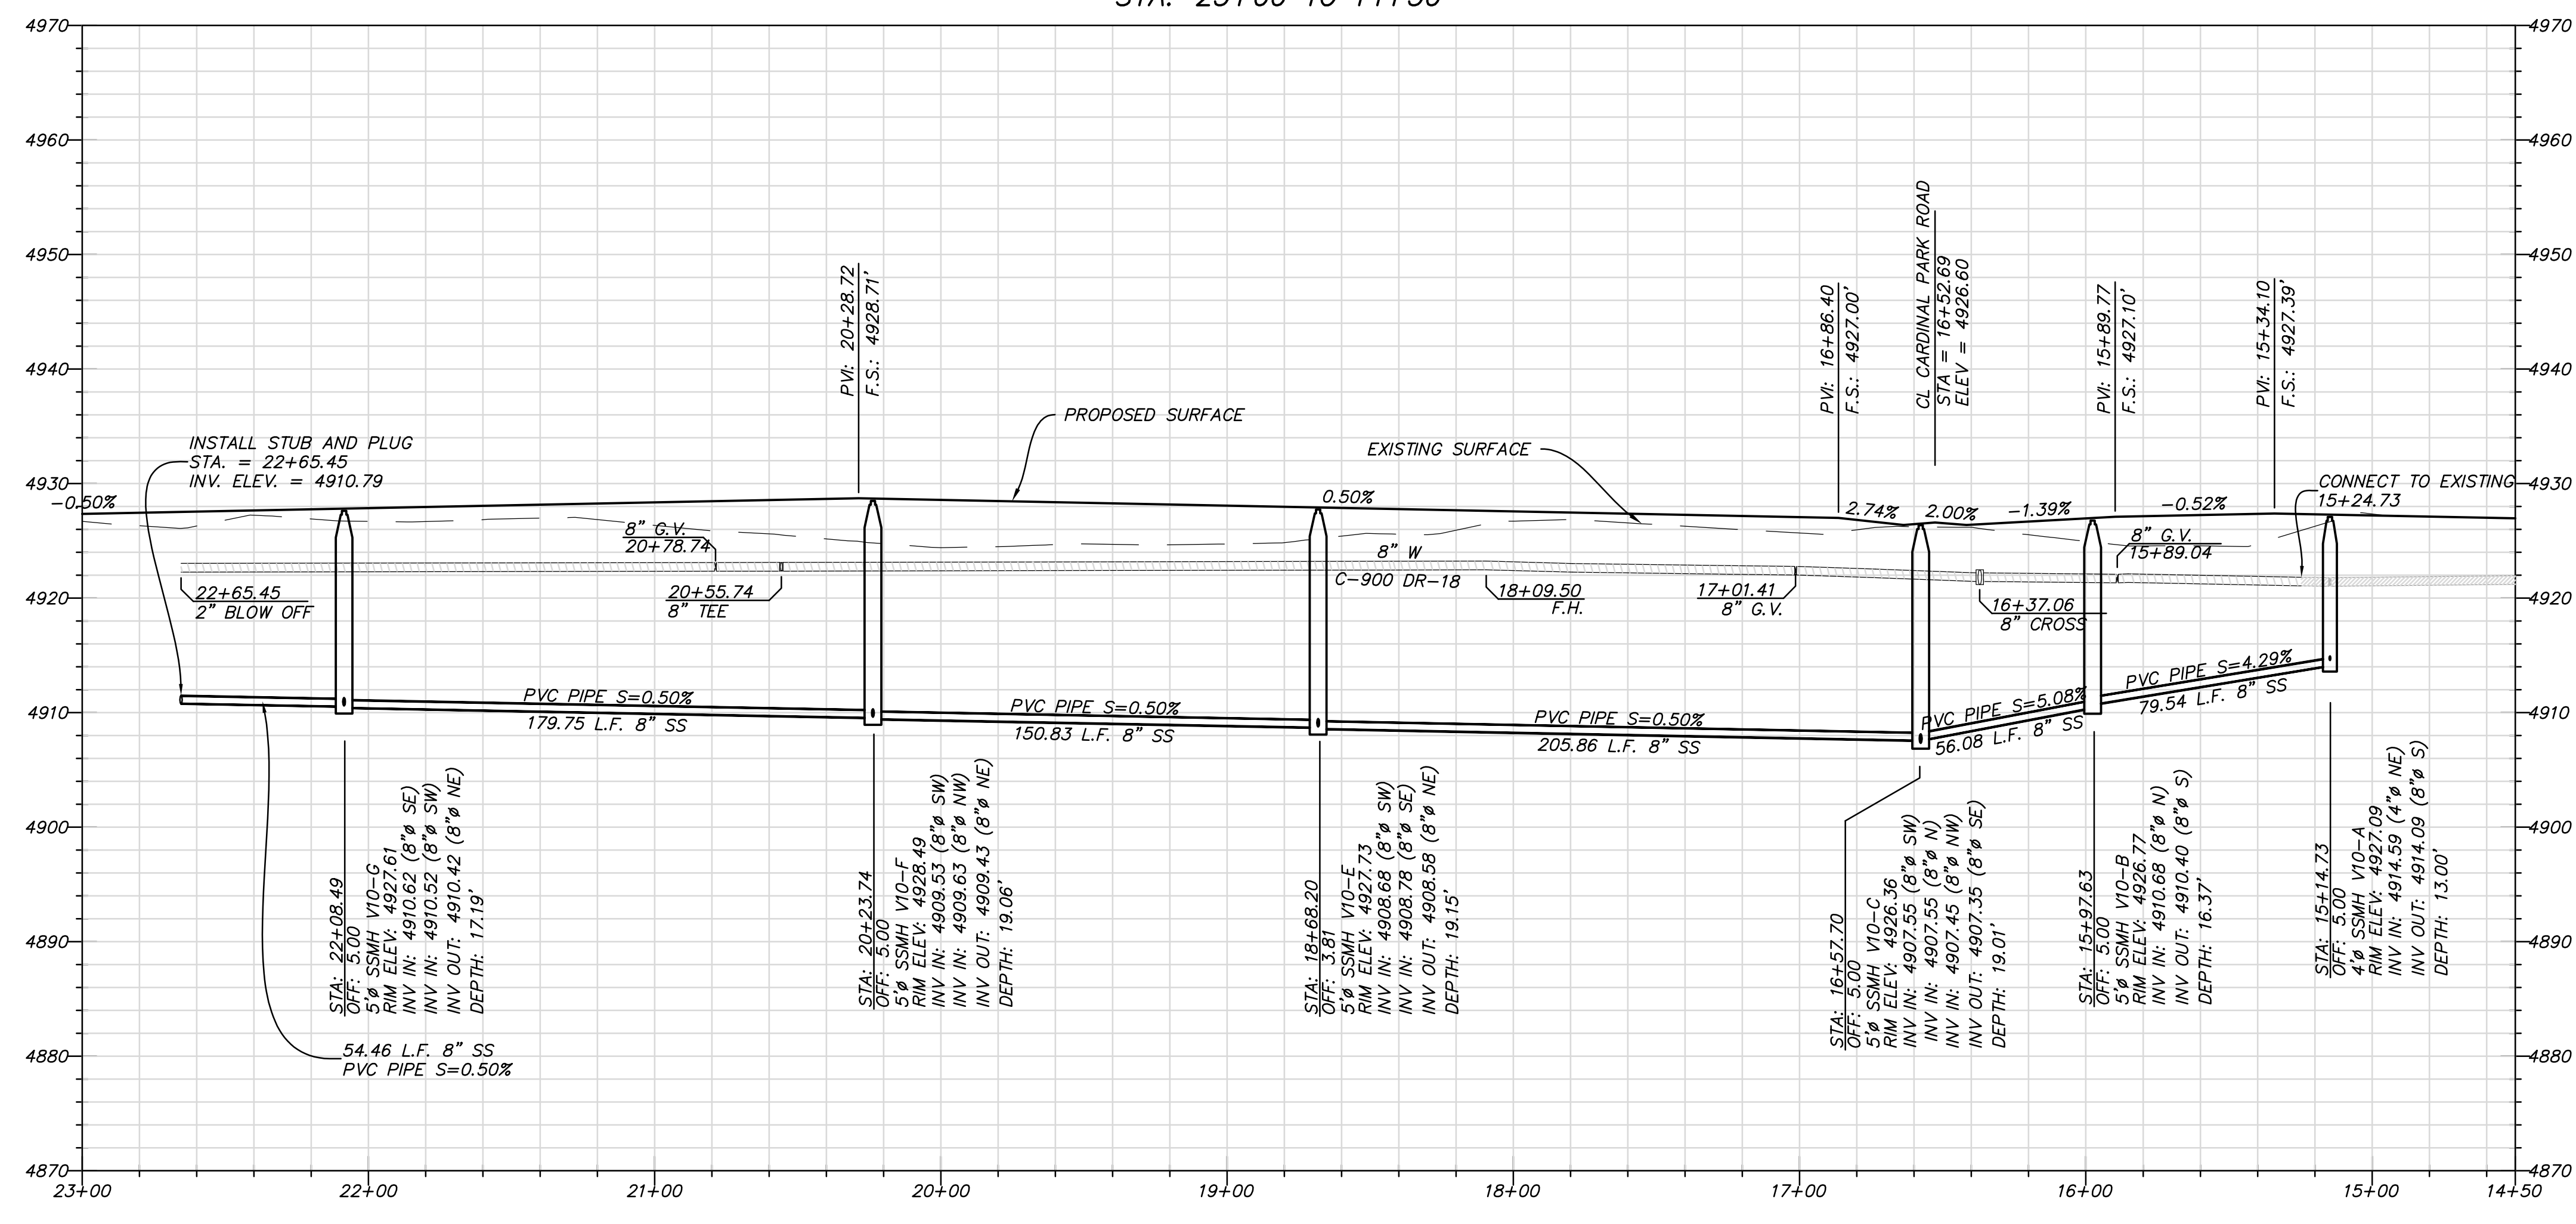 4970
4960
4950
4940
4930
4920
4910
4900
4890
4880
4870
4970
4960
4950
4940
4930
4920
4910
4900
4890
4880
4870
23+00
22+00
21+00
20+00
19+00
18+00
17+00
16+00
15+00
14+50
PVI: 20+28.72
F.S.: 4928.71'
PVI: 16+86.40
F.S.: 4927.00'
CL CARDINAL PARK ROAD
STA = 16+52.69
ELEV = 4926.60
PVI: 15+89.77
F.S.: 4927.10'
PVI: 15+34.10
F.S.: 4927.39'
PROPOSED SURFACE
EXISTING SURFACE
INSTALL STUB AND PLUG
STA. = 22+65.45
INV. ELEV. = 4910.79
CONNECT TO EXISTING
15+24.73
-0.50%
0.50%
2.74%
2.00%
-1.39%
-0.52%
8" G.V.
20+78.74
8" W
C-900 DR-18
8" G.V.
15+89.04
22+65.45
2" BLOW OFF
20+55.74
8" TEE
18+09.50
F.H.
17+01.41
8" G.V.
16+37.06
8" CROSS
PVC PIPE S=0.50%
179.75 L.F. 8" SS
PVC PIPE S=0.50%
150.83 L.F. 8" SS
PVC PIPE S=0.50%
205.86 L.F. 8" SS
PVC PIPE S=5.08%
56.08 L.F. 8" SS
PVC PIPE S=4.29%
79.54 L.F. 8" SS
STA: 22+08.49
OFF: 5.00
5'ø SSMH V10-G
RIM ELEV: 4927.61
INV IN: 4910.62 (8"ø SE)
INV IN: 4910.52 (8"ø SW)
INV OUT: 4910.42 (8"ø NE)
DEPTH: 17.19'
STA: 20+23.74
OFF: 5.00
5'ø SSMH V10-F
RIM ELEV: 4928.49
INV IN: 4909.53 (8"ø SW)
INV IN: 4909.63 (8"ø NW)
INV OUT: 4909.43 (8"ø NE)
DEPTH: 19.06'
STA: 18+68.20
OFF: 3.81
5'ø SSMH V10-E
RIM ELEV: 4927.73
INV IN: 4908.68 (8"ø SW)
INV IN: 4908.78 (8"ø SE)
INV OUT: 4908.58 (8"ø NE)
DEPTH: 19.15'
STA: 16+57.70
OFF: 5.00
5'ø SSMH V10-C
RIM ELEV: 4926.36
INV IN: 4907.55 (8"ø SW)
INV IN: 4907.55 (8"ø N)
INV IN: 4907.45 (8"ø NW)
INV OUT: 4907.35 (8"ø SE)
DEPTH: 19.01'
STA: 15+97.63
OFF: 5.00
5'ø SSMH V10-B
RIM ELEV: 4926.77
INV IN: 4910.68 (8"ø N)
INV OUT: 4910.40 (8"ø S)
DEPTH: 16.37'
STA: 15+14.73
OFF: 5.00
4'ø SSMH V10-A
RIM ELEV: 4927.09
INV IN: 4914.59 (4"ø NE)
INV OUT: 4914.09 (8"ø S)
DEPTH: 13.00'
54.46 L.F. 8" SS
PVC PIPE S=0.50%